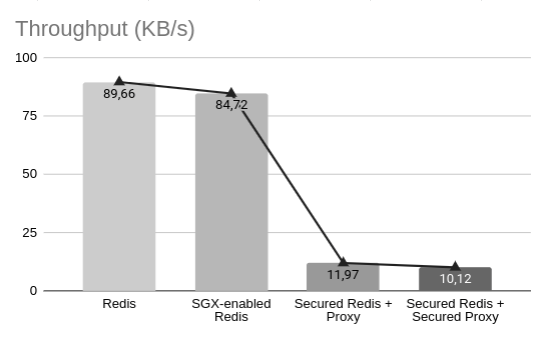 Throughput (KB/s)
100
75
50
25
0
89,66
84,72
11,97
10,12
Redis
SGX-enabled
Redis
Secured Redis +
Proxy
Secured Redis +
Secured Proxy